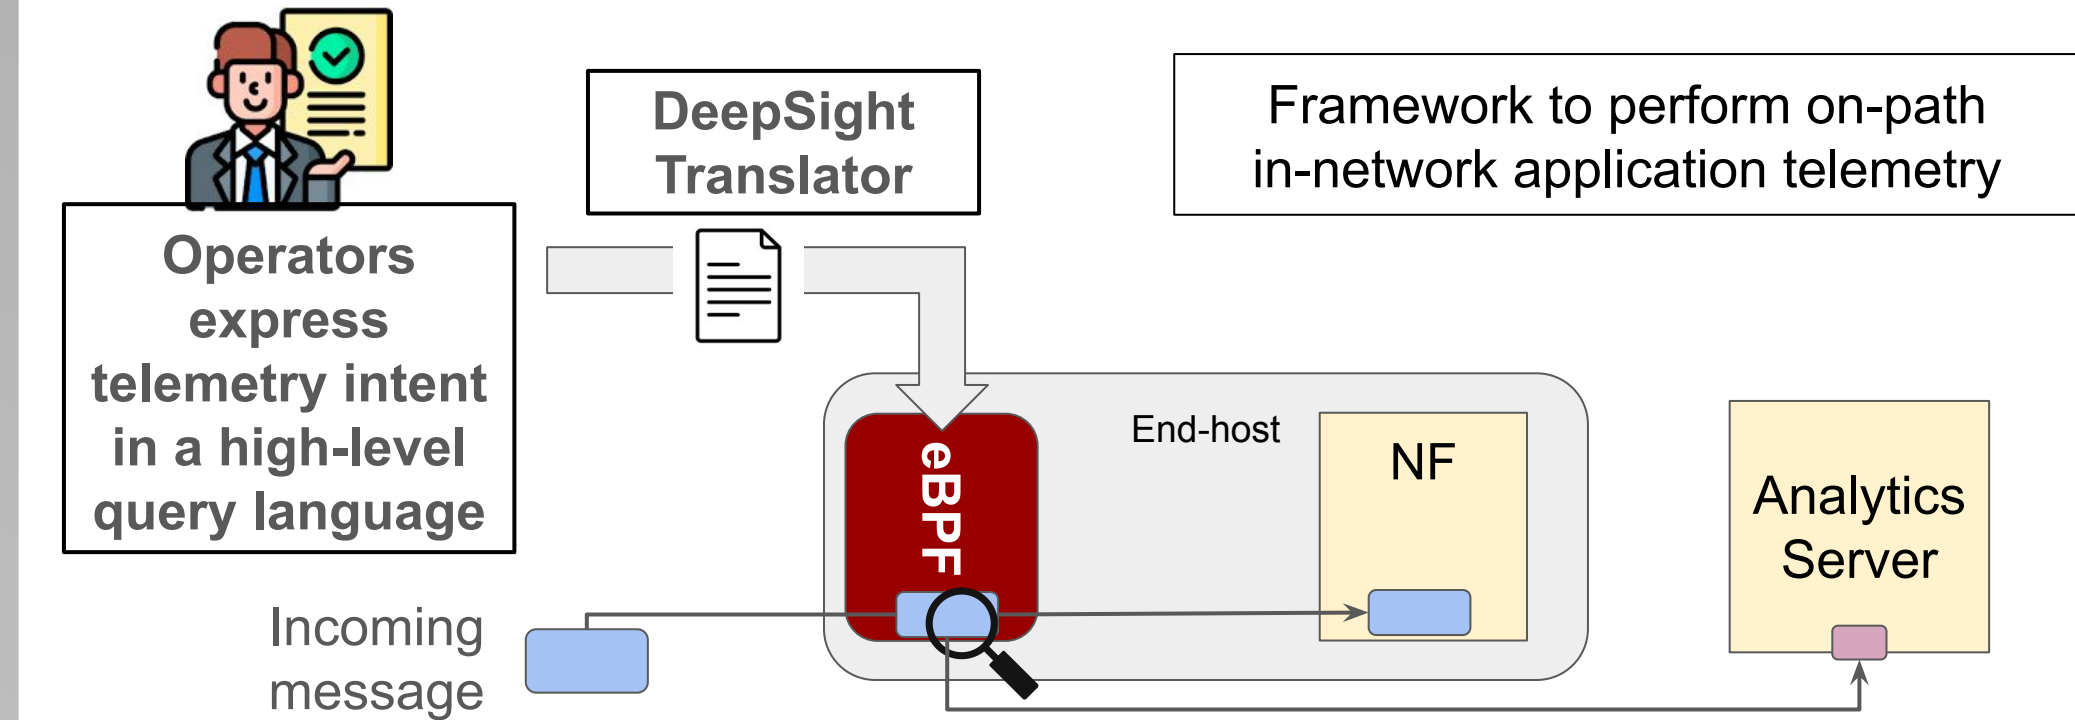 DeepSight
Translator
Framework to perform on-path
in-network application telemetry
Operators
express
telemetry intent
in a high-level
query language
End-host
eBPF
NF
Analytics
Server
Incoming
message